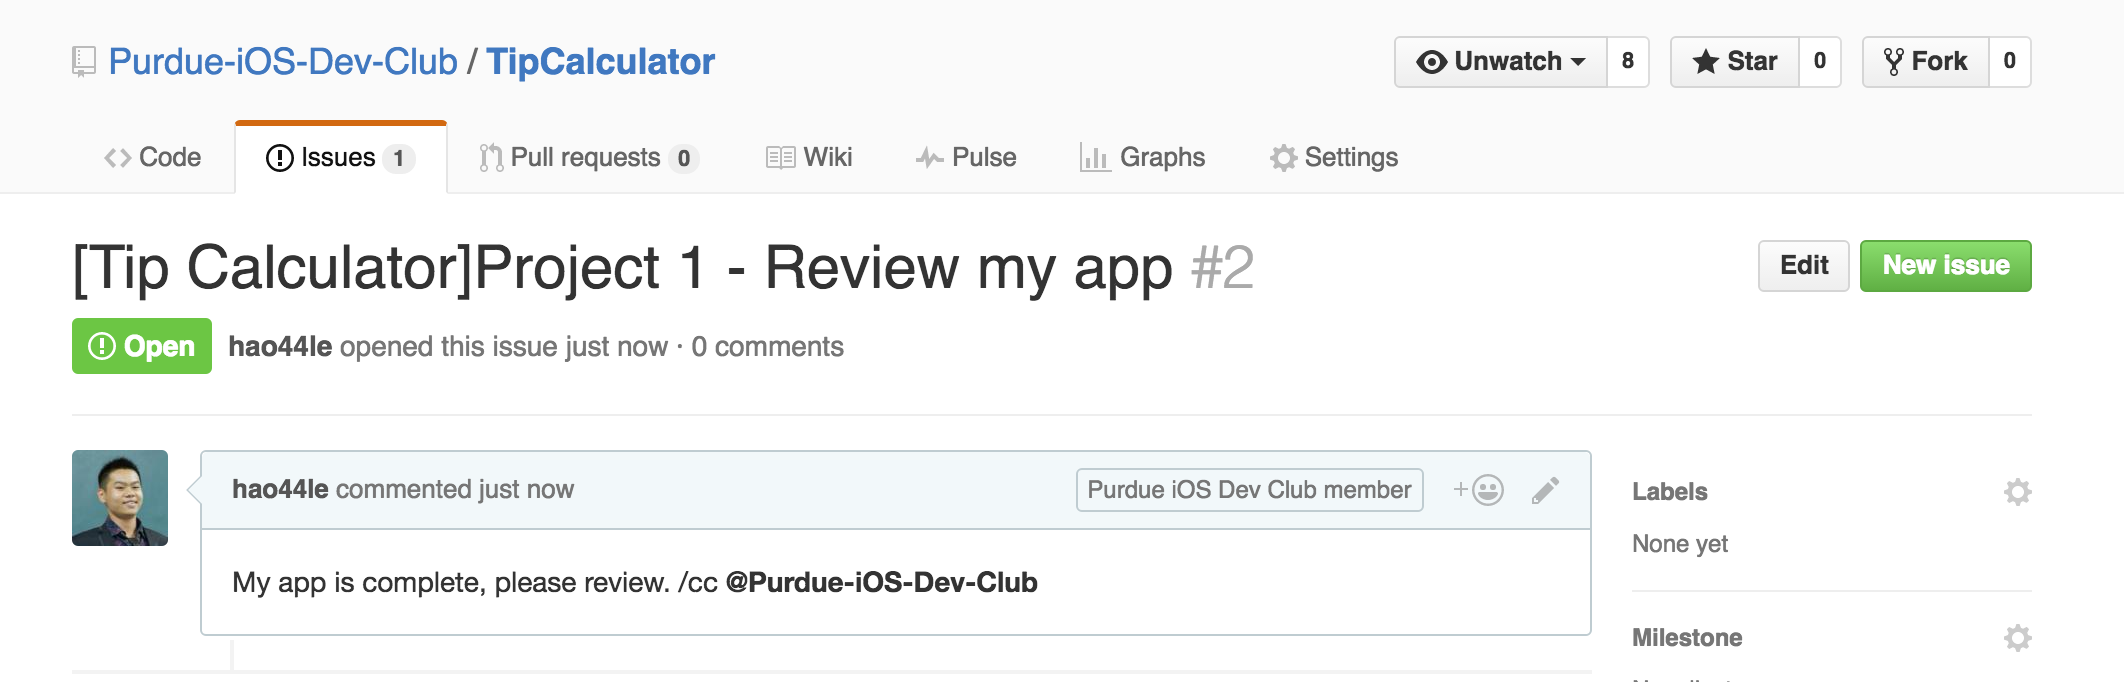 Purdue-iOS-Dev-Club / TipCalculator
Unwatch 8
Star 0
Fork 0
Code
Issues 1
Pull requests 0
Wiki
Pulse
Graphs
Settings
[Tip Calculator]Project 1 - Review my app #2
Edit
New issue
Open
hao44le opened this issue just now · 0 comments
hao44le commented just now
Purdue iOS Dev Club member
My app is complete, please review. /cc @Purdue-iOS-Dev-Club
Labels
None yet
Milestone